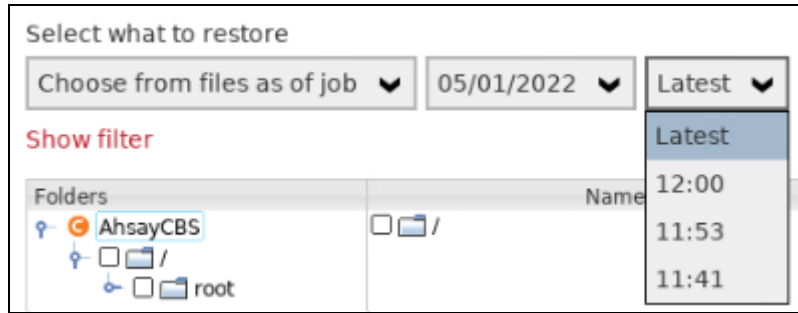 Select what to restore
Choose from files as of job 05/01/2022 Latest
Show filter
Latest
12:00
11:53
11:41
Folders Name
C AhsayCBS /
/
root